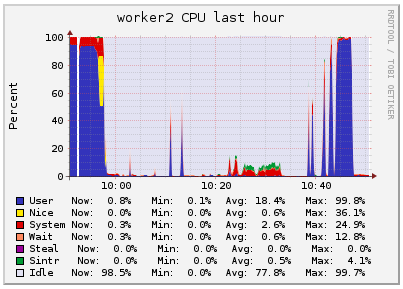 worker2 CPU last hour
RRDTOOL / TOBI OETIKER
Percent
100
80
60
40
20
0
10:00 10:20 10:40
User Now: 0.8% Min: 0.1% Avg: 18.4% Max: 99.8%
Nice Now: 0.0% Min: 0.0% Avg: 0.6% Max: 36.1%
System Now: 0.3% Min: 0.0% Avg: 2.6% Max: 24.9%
Wait Now: 0.3% Min: 0.0% Avg: 0.6% Max: 12.8%
Steal Now: 0.0% Min: 0.0% Avg: 0.0% Max: 0.0%
Sintr Now: 0.0% Min: 0.0% Avg: 0.5% Max: 4.1%
Idle Now: 98.5% Min: 0.0% Avg: 77.8% Max: 99.7%